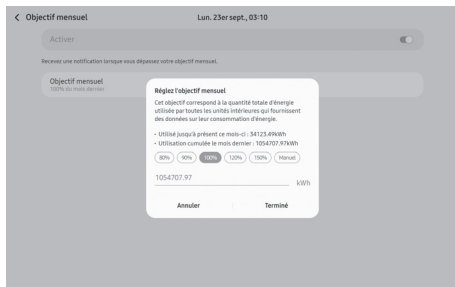 Objectif mensuel
Lun. 23er sept., 03:10
Activer
Recevez une notification lorsque vous dépassez votre objectif mensuel.
Objectif mensuel
100% du mois dernier
Réglez l'objectif mensuel
Cet objectif correspond à la quantité totale d'énergie
utilisée par toutes les unités intérieures qui fournissent
des données sur leur consommation d'énergie.
- Utilisé jusqu'à présent ce mois-ci : 34123.49kWh
- Utilisation cumulée le mois dernier : 1054707.97kWh
80% 90% 100% 120% 150% Manuel
1054707.97
kWh
Annuler Terminé